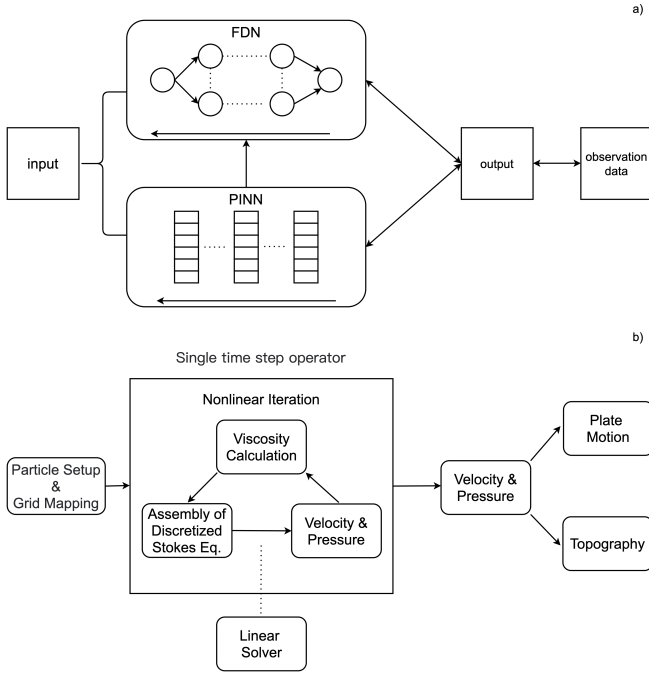 a)
FDN
input
output
observation
data
PINN
b)
Single time step operator
Nonlinear Iteration
Viscosity
Calculation
Particle Setup
&
Grid Mapping
Assembly of
Discretized
Stokes Eq.
Velocity &
Pressure
Linear
Solver
Velocity &
Pressure
Plate
Motion
Topography